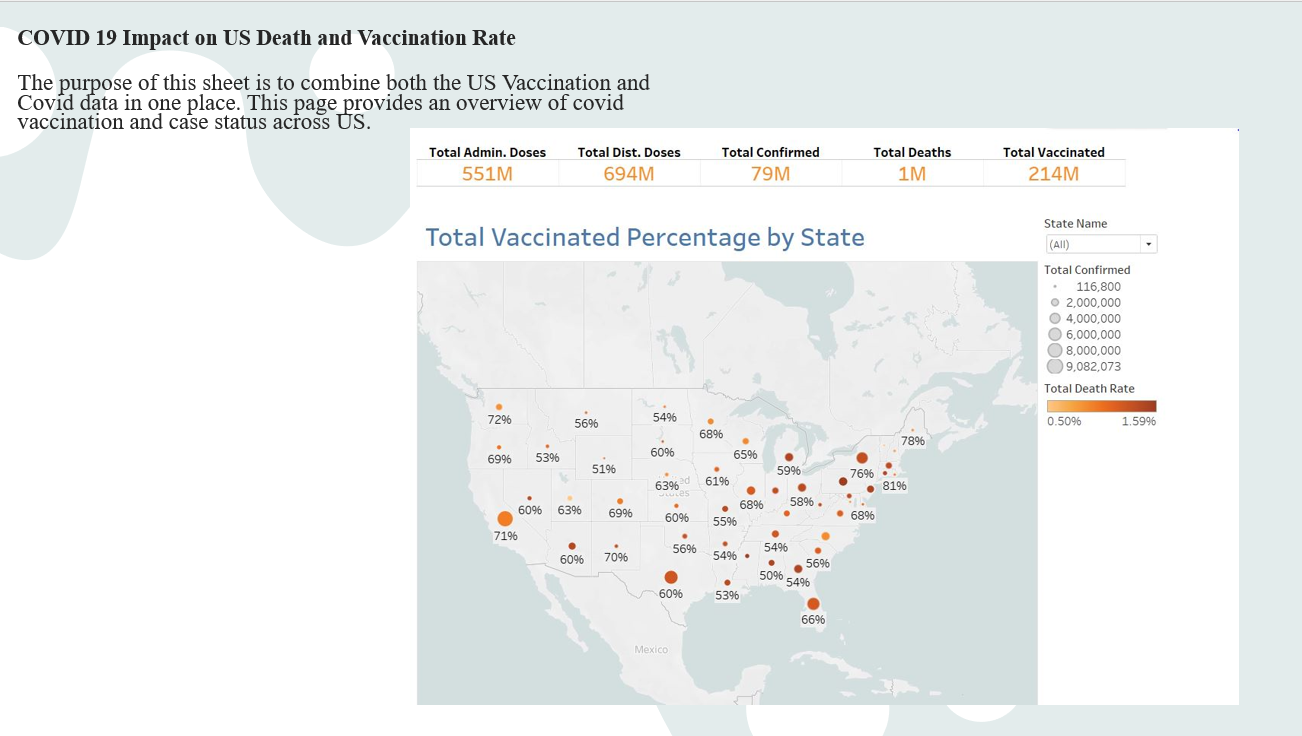 COVID 19 Impact on US Death and Vaccination Rate
The purpose of this sheet is to combine both the US Vaccination and
Covid data in one place. This page provides an overview of covid
vaccination and case status across US.
Total Admin. Doses Total Dist. Doses Total Confirmed Total Deaths Total Vaccinated
551M 694M 79M 1M 214M
Total Vaccinated Percentage by State
State Name
(All)
Total Confirmed
116,800
2,000,000
4,000,000
6,000,000
8,000,000
9,082,073
Total Death Rate
0.50% 1.59%
72% 56% 54% 68% 78%
69% 53% 51% 60% 65% 59% 76%
63% 61% 81%
60% 63% 69% 60% 68% 58% 68%
71% 55%
60% 70% 56% 54% 54% 56%
60% 53% 50% 54%
66%
Mexico